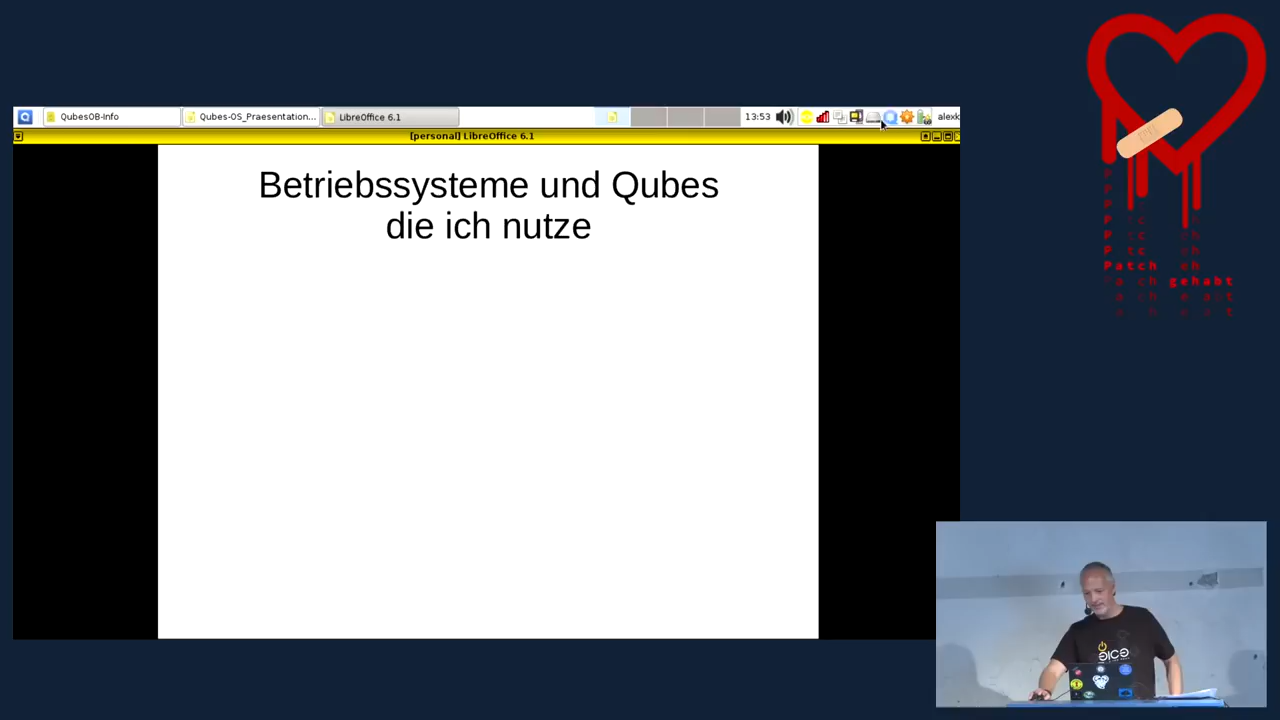 QubesOB-Info
Qubes-OS_Praesentation...
LibreOffice 6.1
13:53
alexk
[personal] LibreOffice 6.1
Betriebssysteme und Qubes
die ich nutze
Patch
gehabt